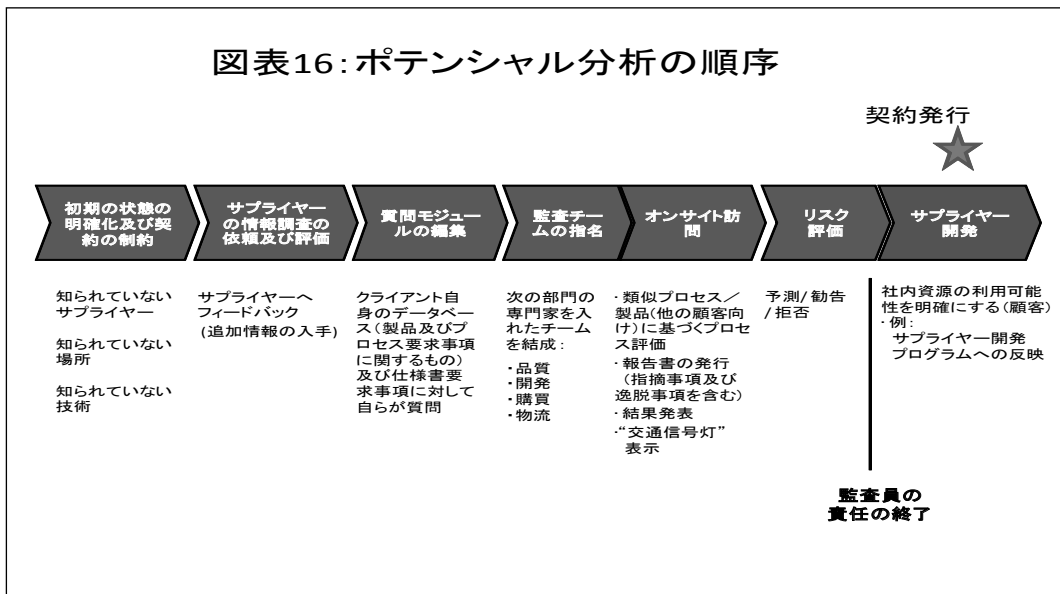 図表16：ポテンシャル分析の順序
契約発行
初期の状態の
明確化及び契
約の制約
サプライヤー
の情報調査の
依頼及び評価
質問モジュー
ルの編集
監査チー
ムの指名
オンサイト訪
問
リスク
評価
サプライヤー
開発
知られていない
サプライヤー
知られていない
場所
知られていない
技術
サプライヤーへ
フィードバック
(追加情報の入手)
クライアント自
身のデータベー
ス(製品及びプ
ロセス要求事項
に関するもの)
及び仕様書要
求事項に対して
自らが質問
次の部門の
専門家を入
れたチーム
を結成：
・品質
・開発
・購買
・物流
・類似プロセス／
製品(他の顧客向
け)に基づくプロセ
ス評価
・報告書の発行
(指摘事項及び
逸脱事項を含む)
・結果発表
・“交通信号灯”
表示
予測/勧告
/拒否
社内資源の利用可能
性を明確にする(顧客)
・例：
サプライヤー開発
プログラムへの反映
監査員の
責任の終了